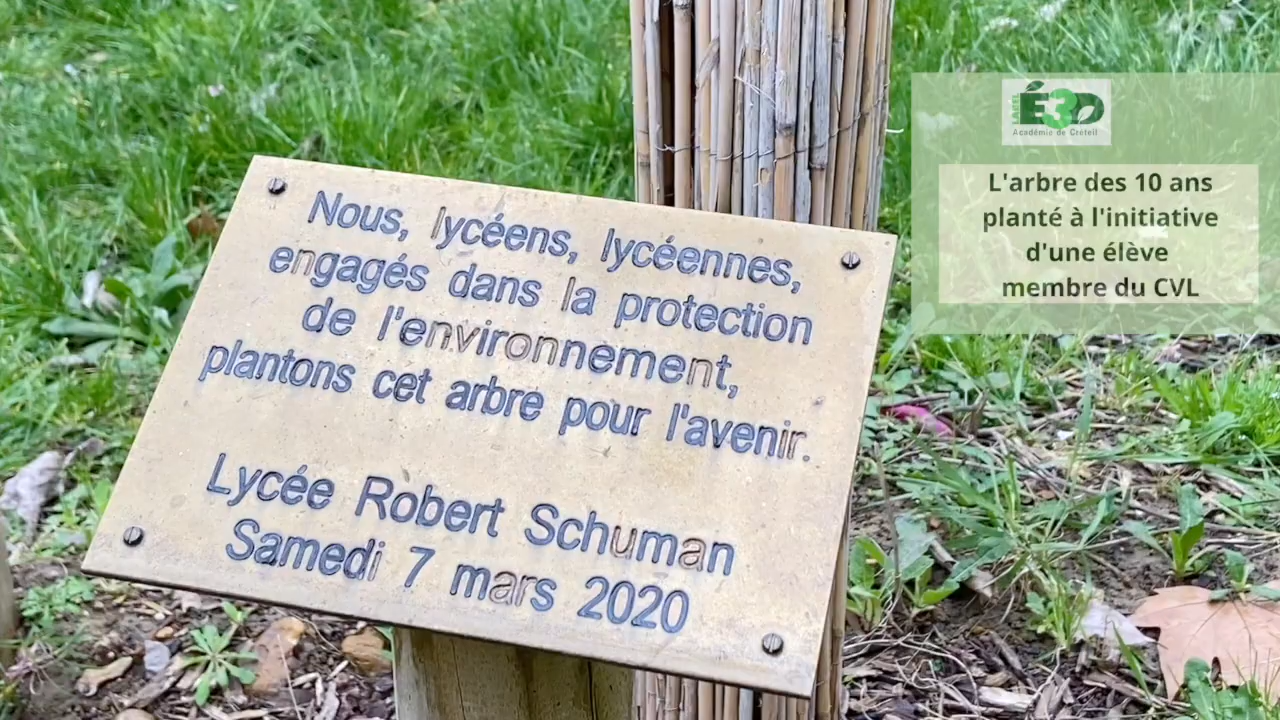 Nous, lycéens, lycéennes,
engagés dans la protection
de l'environnement,
plantons cet arbre pour l'avenir.
Lycée Robert Schuman
Samedi 7 mars 2020
LABEL
É3D
Académie de Créteil
L'arbre des 10 ans
planté à l'initiative
d'une élève
membre du CVL